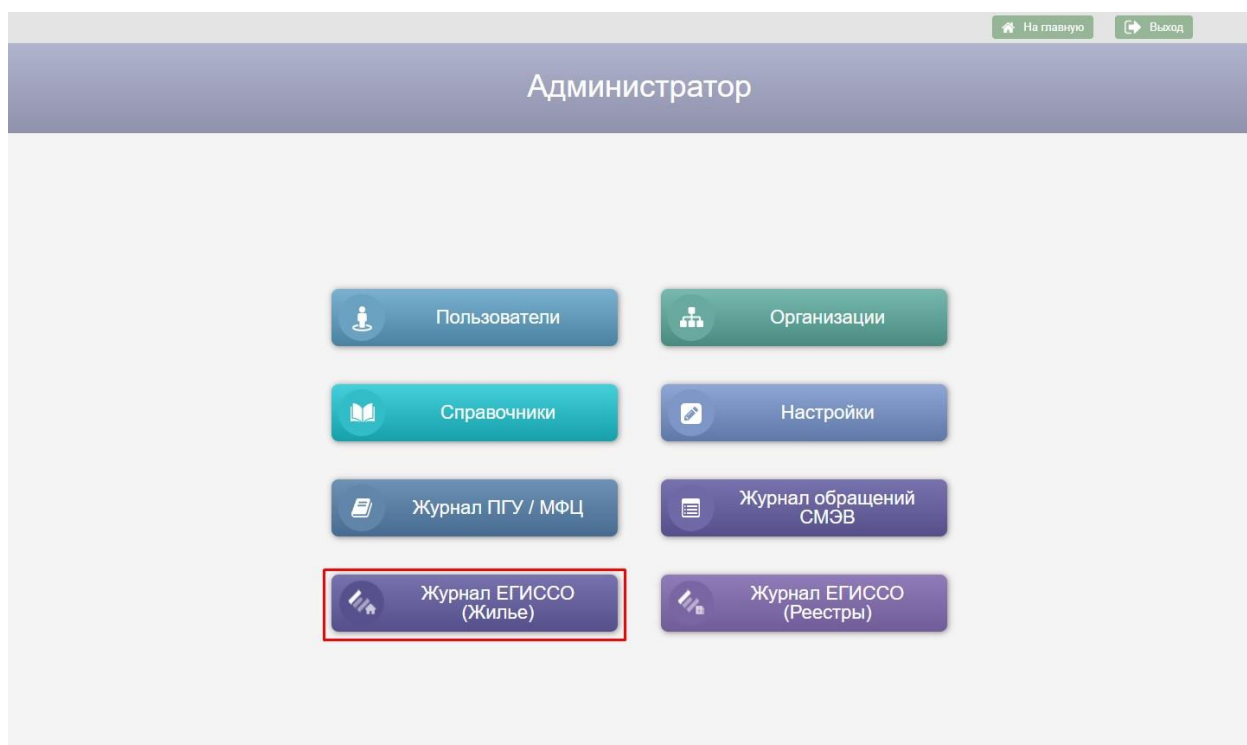 На главную
Выход
Администратор
Пользователи
Организации
Справочники
Настройки
Журнал ПГУ / МФЦ
Журнал обращений
СМЭВ
Журнал ЕГИССО
(Жилье)
Журнал ЕГИССО
(Реестры)